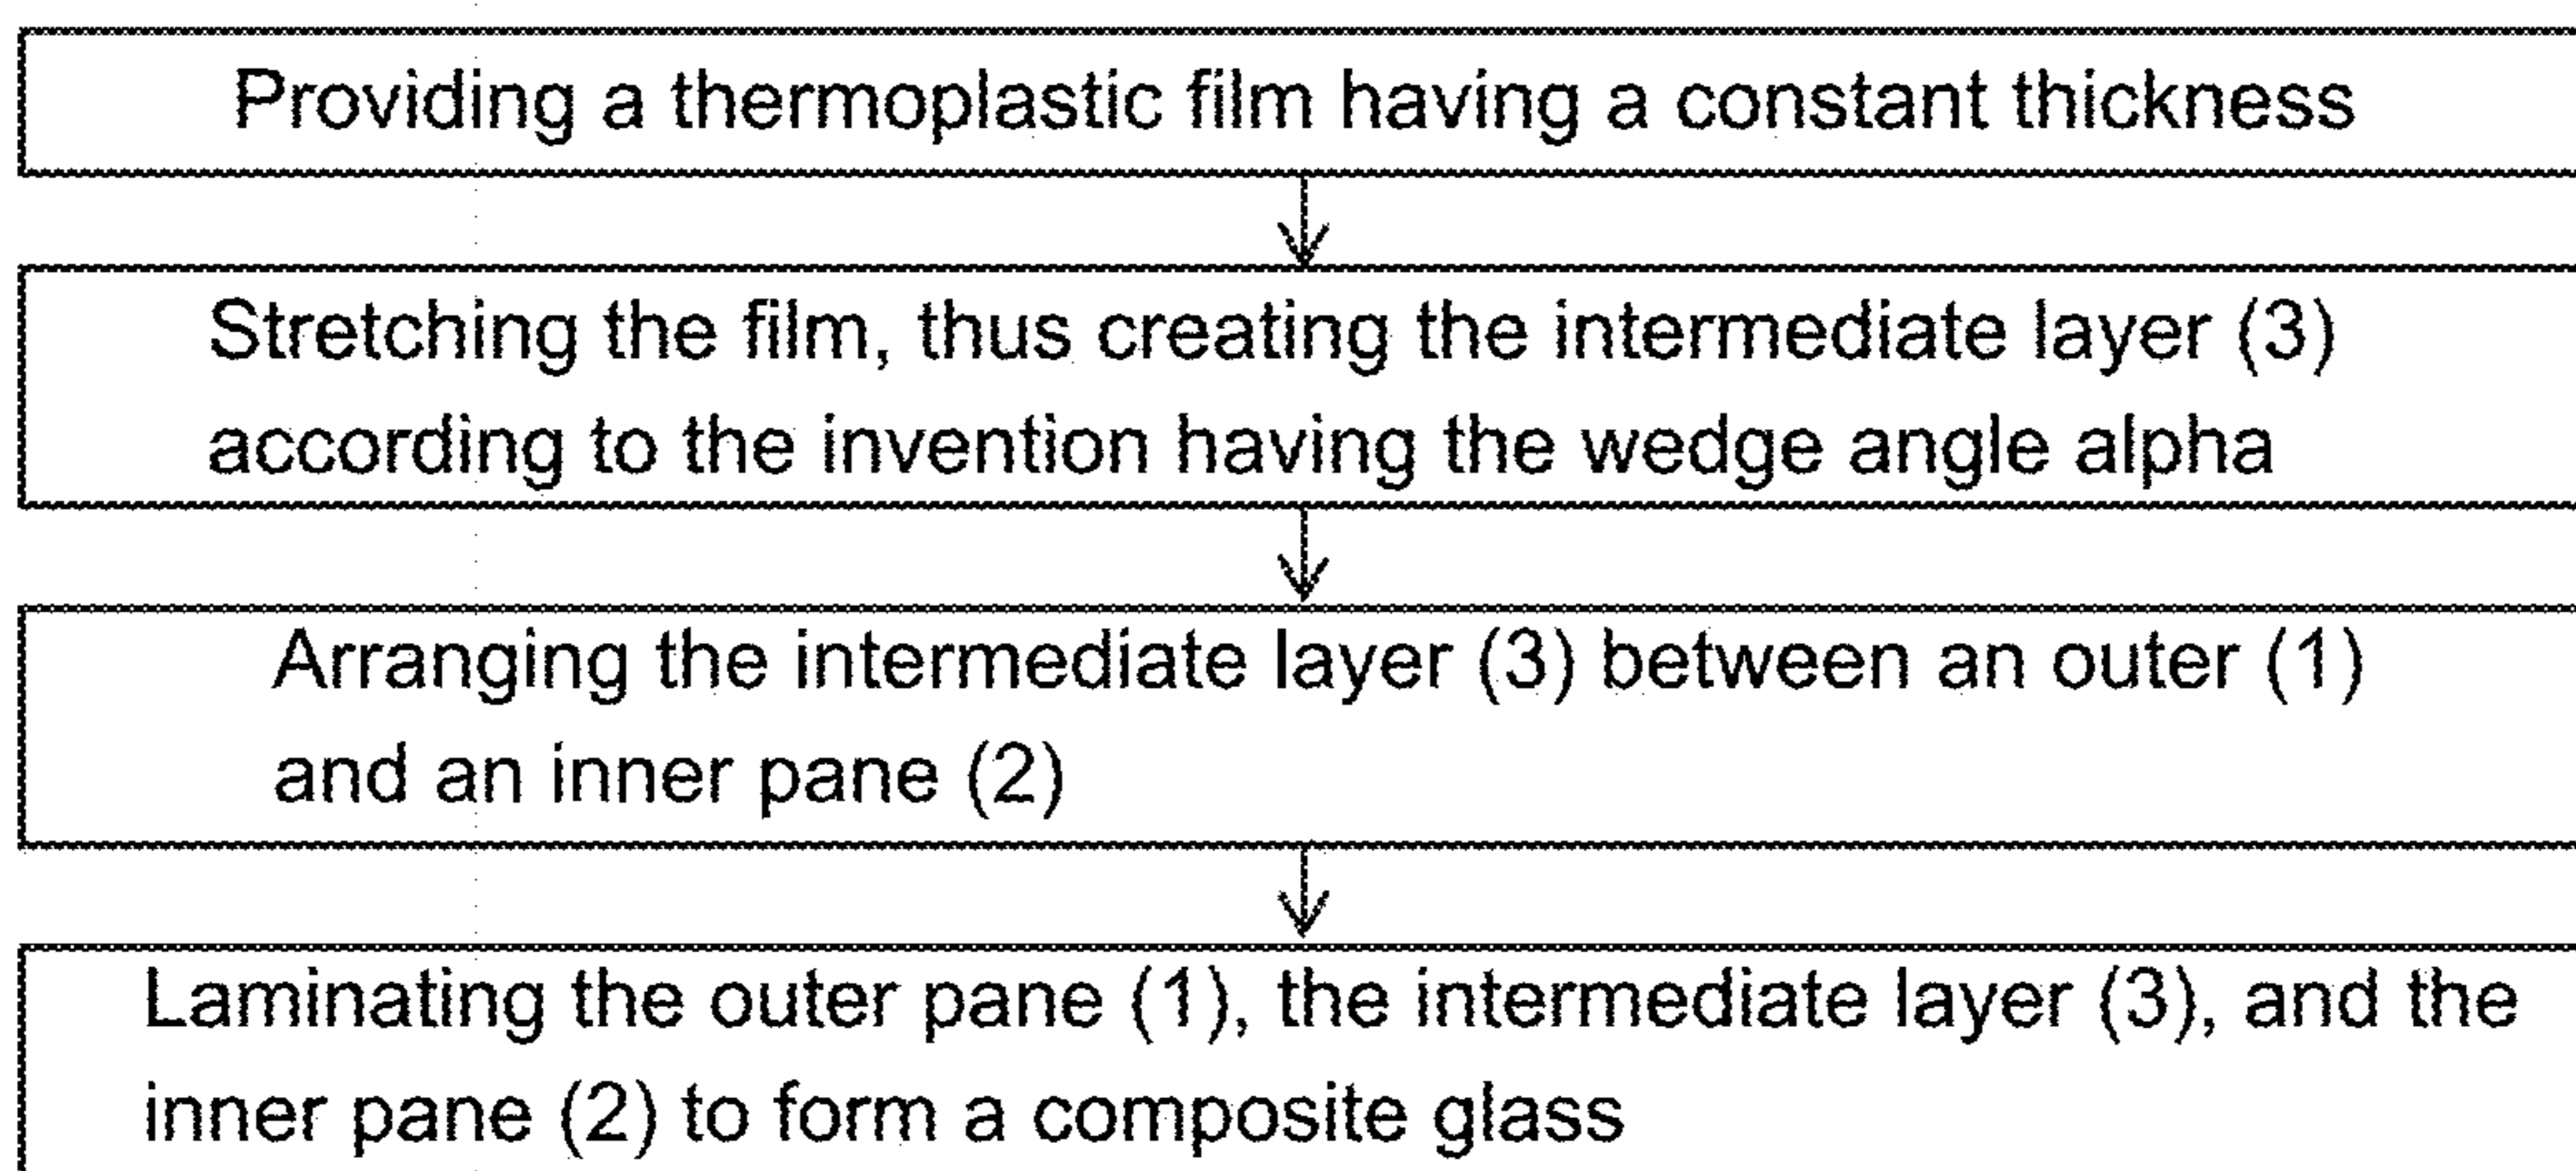 Providing a thermoplastic film having a constant thickness
Stretching the film, thus creating the intermediate layer (3)
according to the invention having the wedge angle alpha
Arranging the intermediate layer (3) between an outer (1)
and an inner pane (2)
Laminating the outer pane (1), the intermediate layer (3), and the
inner pane (2) to form a composite glass